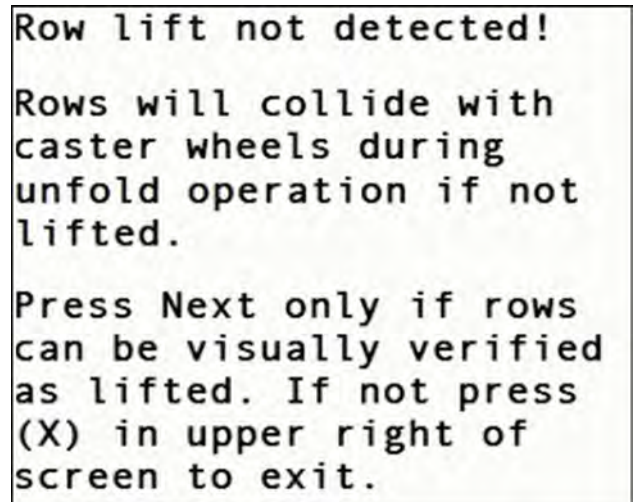 Row lift not detected!
Rows will collide with
caster wheels during
unfold operation if not
lifted.
Press Next only if rows
can be visually verified
as lifted. If not press
(X) in upper right of
screen to exit.